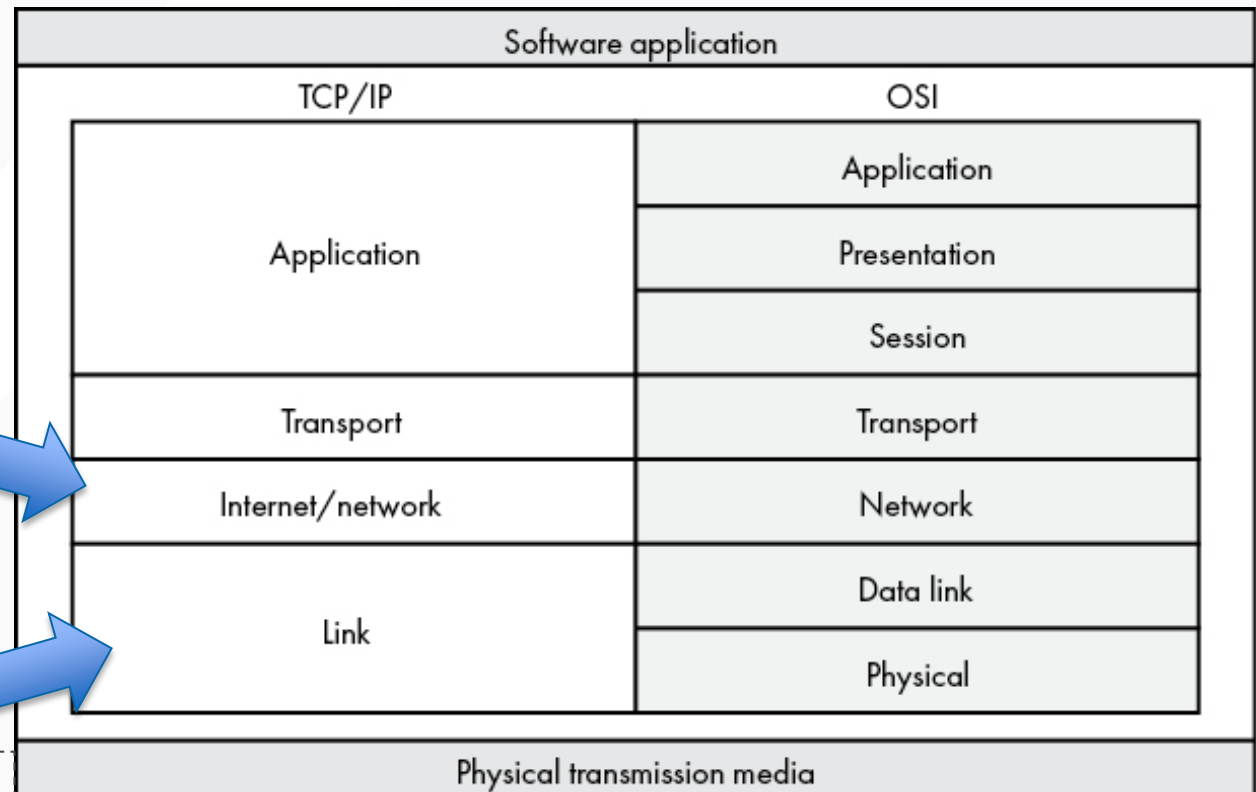 Software application
TCP/IP OSI
Application
Application
Presentation
Session
Transport Transport
Internet/network Network
Link
Data link
Physical
Physical transmission media